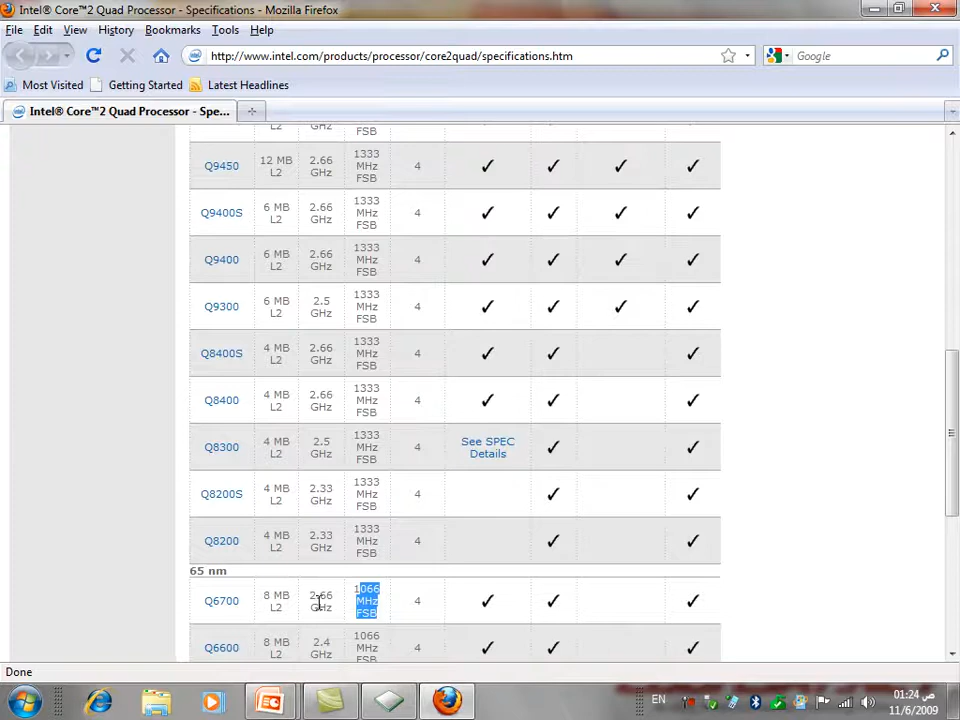 Intel® Core™2 Quad Processor - Specifications - Mozilla Firefox
File Edit View History Bookmarks Tools Help
http://www.intel.com/products/processor/core2quad/specifications.htm
Google
Most Visited Getting Started Latest Headlines
Intel® Core™2 Quad Processor - Spe...
GHz
FSB
Q9450 12 MB L2 2.66 GHz 1333 MHz FSB 4 ✓ ✓ ✓ ✓
Q9400S 6 MB L2 2.66 GHz 1333 MHz FSB 4 ✓ ✓ ✓ ✓
Q9400 6 MB L2 2.66 GHz 1333 MHz FSB 4 ✓ ✓ ✓ ✓
Q9300 6 MB L2 2.5 GHz 1333 MHz FSB 4 ✓ ✓ ✓ ✓
Q8400S 4 MB L2 2.66 GHz 1333 MHz FSB 4 ✓ ✓ ✓
Q8400 4 MB L2 2.66 GHz 1333 MHz FSB 4 ✓ ✓ ✓
Q8300 4 MB L2 2.5 GHz 1333 MHz FSB 4 See SPEC Details ✓ ✓
Q8200S 4 MB L2 2.33 GHz 1333 MHz FSB 4 ✓ ✓
Q8200 4 MB L2 2.33 GHz 1333 MHz FSB 4 ✓ ✓
65 nm
Q6700 8 MB L2 2.66 GHz 1066 MHz FSB 4 ✓ ✓ ✓
Q6600 8 MB L2 2.4 GHz 1066 MHz FSB 4 ✓ ✓ ✓
Done
EN
01:24 ص
11/6/2009